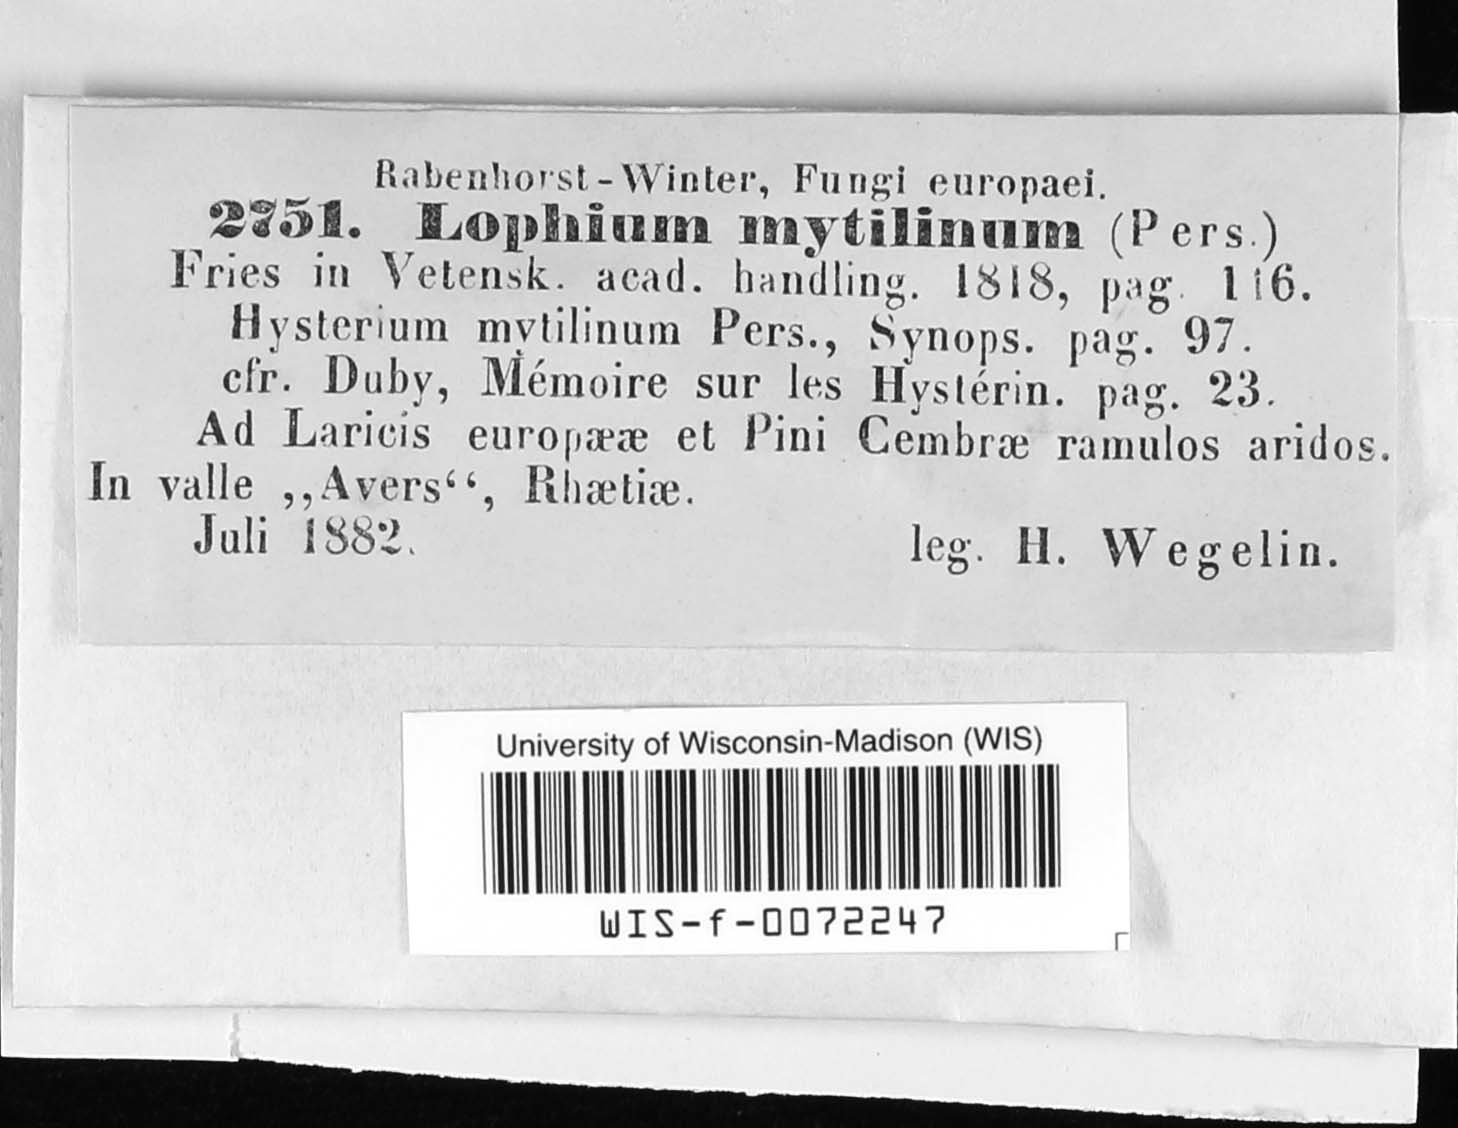 Rabenhorst-Winter, Fungi europaei.
2751. Lophium mytilinum (Pers.)
Fries in Vetensk. acad. handling. 1818, pag. 116.
Hysterium mytilinum Pers., Synops. pag. 97.
cfr. Duby, Mémoire sur les Hystérin. pag. 23.
Ad Laricis europææ et Pini Cembræ ramulos aridos.
In valle ,,Avers“, Rhætiæ.
Juli 1882. leg. H. Wegelin.
University of Wisconsin-Madison (WIS)
WIS-f-0072247